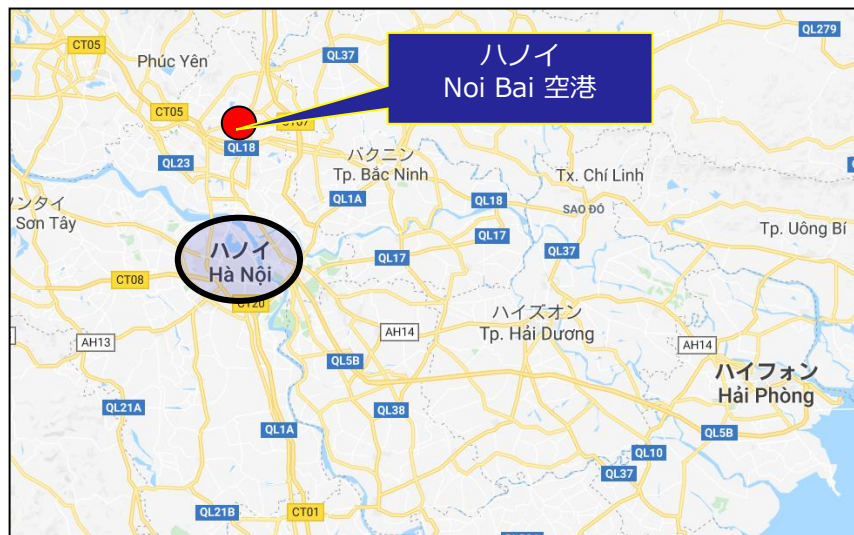 QL279
CT05
QL37
ハノイ
Noi Bai 空港
Phúc Yên
CT05
QL18
QL23
バクニン
Tp. Bắc Ninh
Tx. Chí Linh
QL1A
QL18
SAO ĐỎ
ソンタイ
Sơn Tây
Tp. Uông Bí
QL17
QL37
ハノイ
Hà Nội
QL17
CT08
ハイズオン
Tp. Hải Dương
AH13
AH14
AH14
QL5B
ハイフォン
Hải Phòng
QL21A
QL38
QL1A
QL5B
QL10
QL37
QL21B
CT01